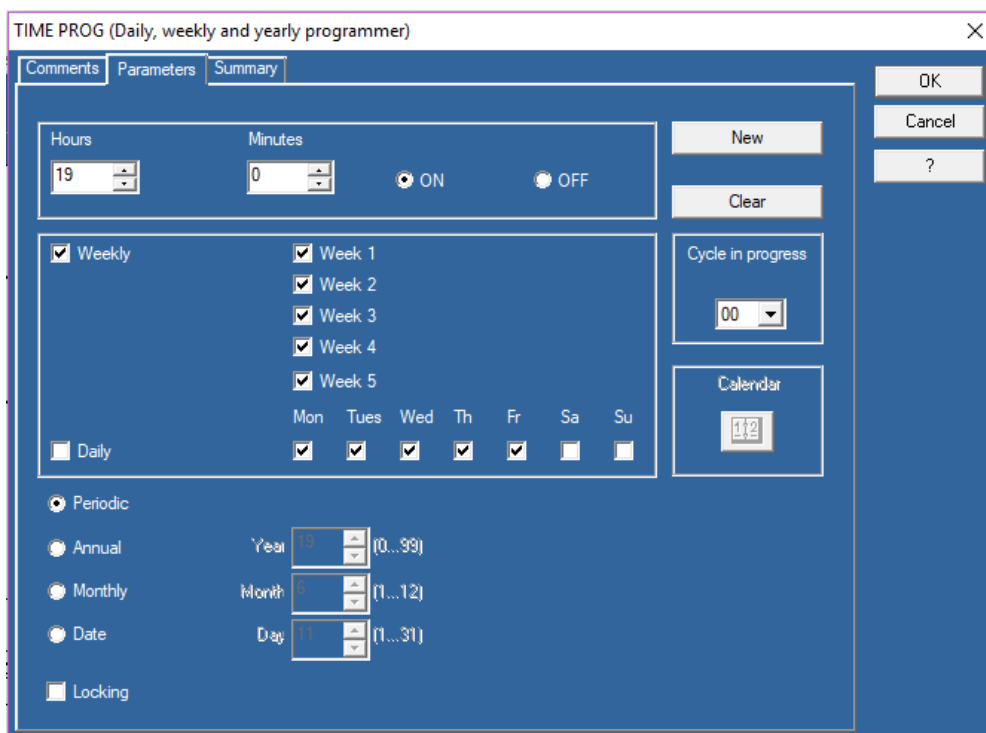 TIME PROG (Daily, weekly and yearly programmer)
Comments Parameters Summary
OK
Cancel
?
Hours Minutes
19 0 ON OFF
New
Clear
Weekly Week 1
Week 2
Week 3
Week 4
Week 5
Mon Tues Wed Th Fr Sa Su
Daily
Cycle in progress
00
Calendar
1 2
Periodic
Annual Year 19 (0...99)
Monthly Month 6 (1...12)
Date Day 11 (1...31)
Locking